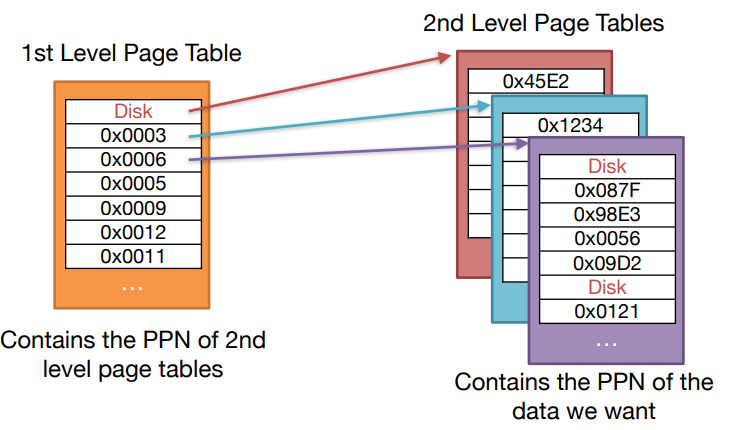 2nd Level Page Tables
1st Level Page Table
Disk
0x0003
0x0006
0x0005
0x0009
0x0012
0x0011
...
0x45E2
0x1234
Disk
0x087F
0x98E3
0x0056
0x09D2
Disk
0x0121
...
Contains the PPN of 2nd
level page tables
Contains the PPN of the
data we want